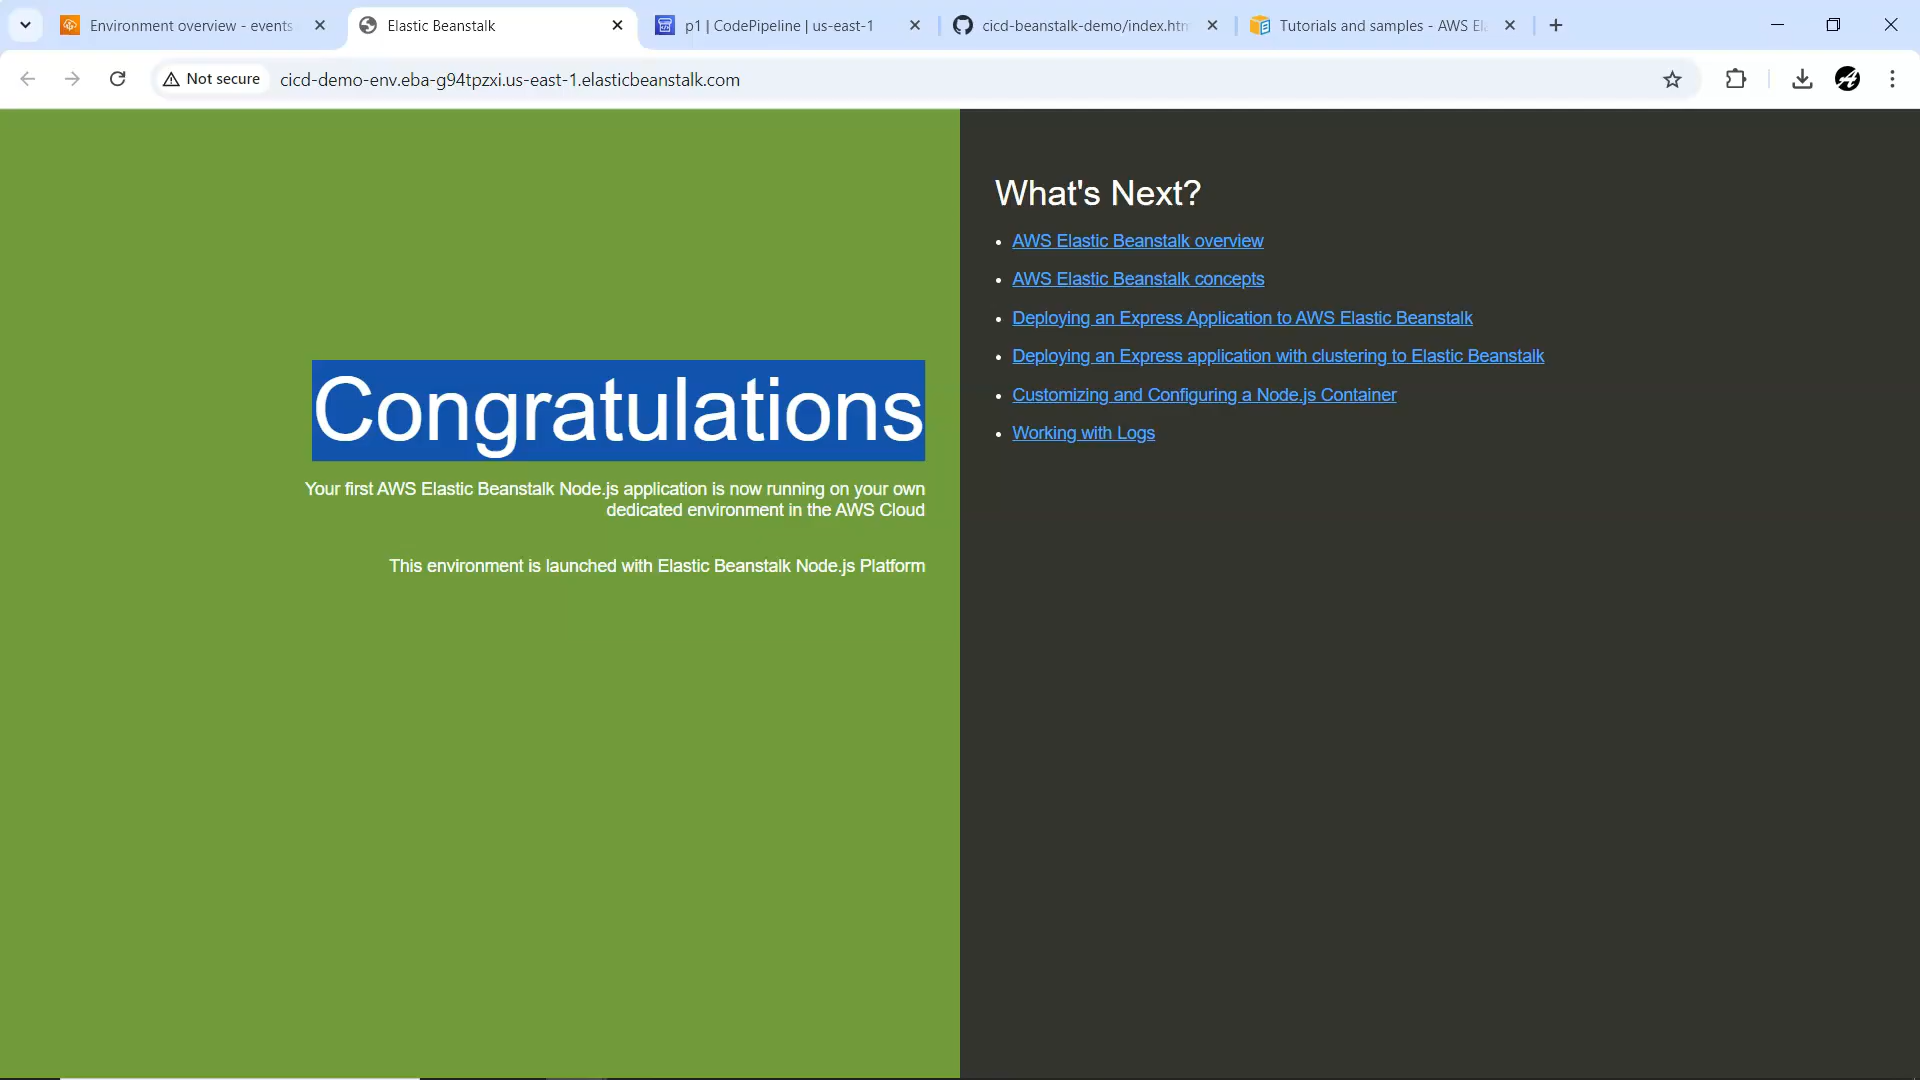 Environment overview - events
Elastic Beanstalk
p1 | CodePipeline | us-east-1
cicd-beanstalk-demo/index.htm
Tutorials and samples - AWS Ela
Not secure
cicd-demo-env.eba-g94tpzxi.us-east-1.elasticbeanstalk.com
Congratulations
Your first AWS Elastic Beanstalk Node.js application is now running on your own
dedicated environment in the AWS Cloud
This environment is launched with Elastic Beanstalk Node.js Platform
What's Next?
AWS Elastic Beanstalk overview
AWS Elastic Beanstalk concepts
Deploying an Express Application to AWS Elastic Beanstalk
Deploying an Express application with clustering to Elastic Beanstalk
Customizing and Configuring a Node.js Container
Working with Logs